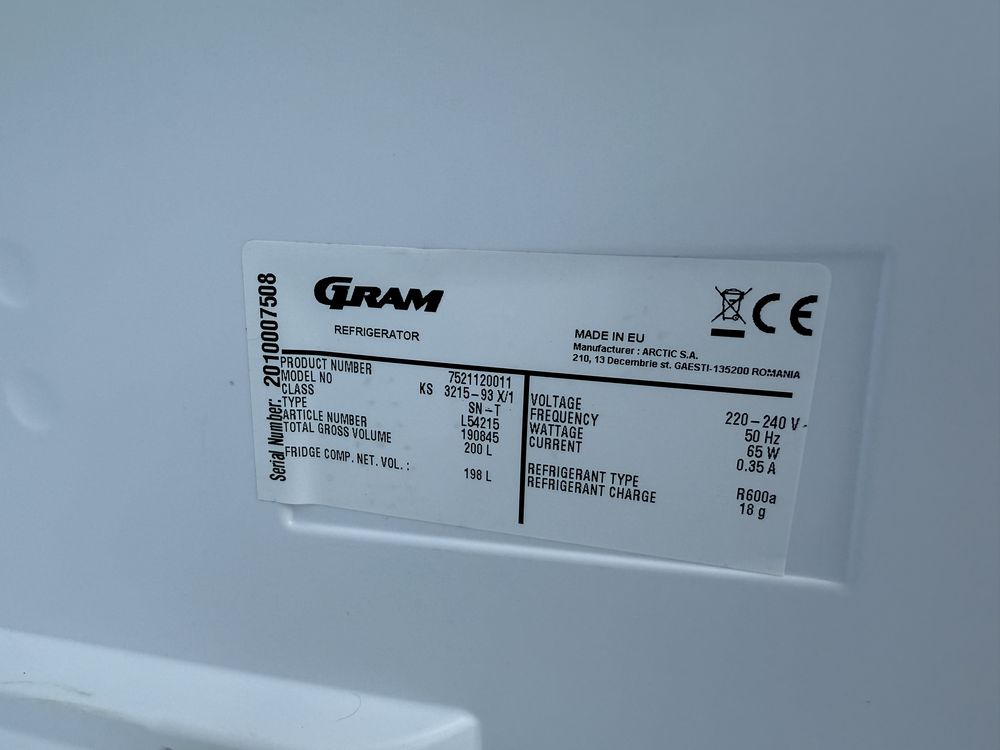 Serial Number: 2010007508
GRAM
REFRIGERATOR
MADE IN EU
Manufacturer : ARCTIC S.A.
210, 13 Decembrie st. GAESTI-135200 ROMANIA
CE
PRODUCT NUMBER 7521120011
MODEL NO KS 3215-93 X/1
CLASS SN-T
TYPE L54215
ARTICLE NUMBER 190845
TOTAL GROSS VOLUME 200 L
FRIDGE COMP. NET. VOL. : 198 L
VOLTAGE 220-240 V~
FREQUENCY 50 Hz
WATTAGE 65 W
CURRENT 0.35 A
REFRIGERANT TYPE R600a
REFRIGERANT CHARGE 18 g